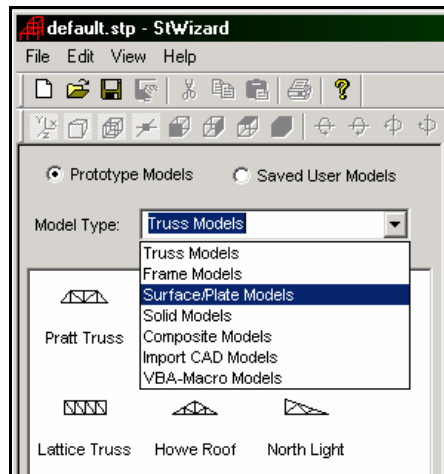 default.stp - StWizard
File Edit View Help
Prototype Models Saved User Models
Model Type: Truss Models
Truss Models
Frame Models
Surface/Plate Models
Solid Models
Composite Models
Import CAD Models
VBA-Macro Models
Pratt Truss
Lattice Truss Howe Roof North Light